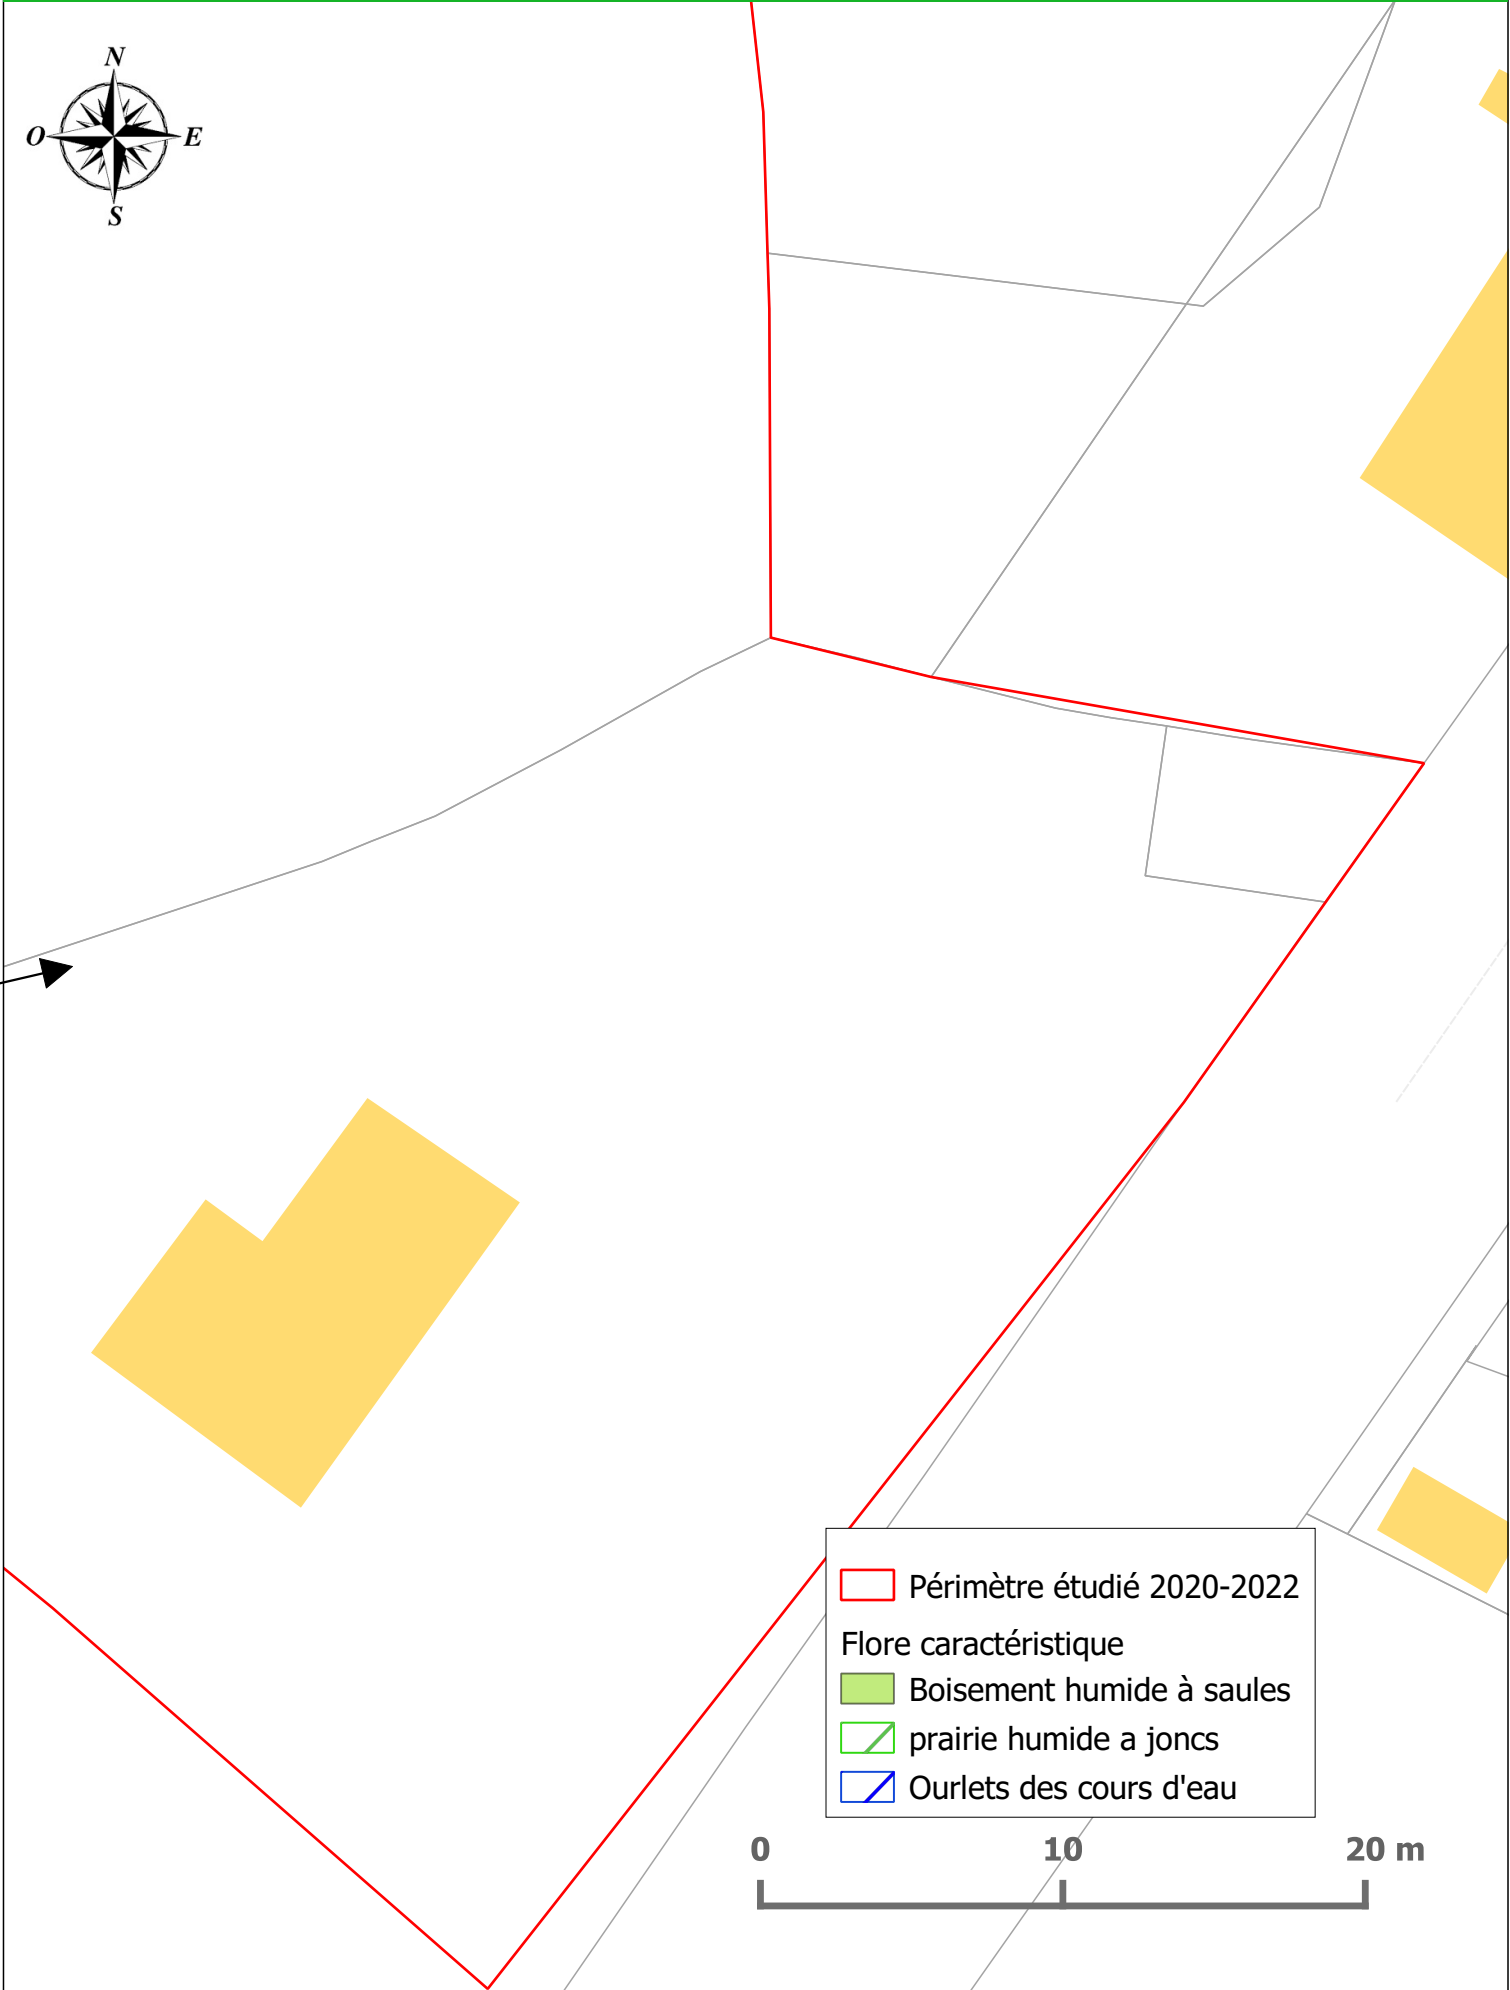 N
O E
S
Périmètre étudié 2020-2022
Flore caractéristique
Boisement humide à saules
prairie humide a joncs
Ourlets des cours d'eau
0 10 20 m